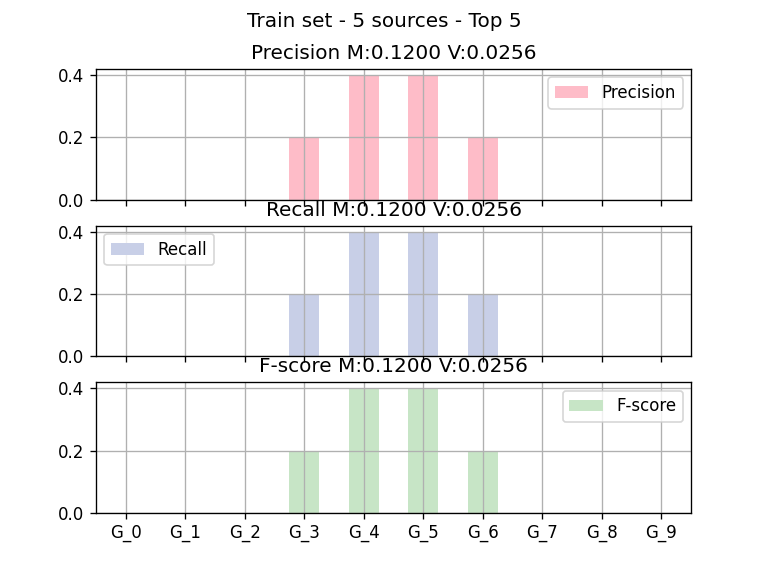 Train set - 5 sources - Top 5
Precision M:0.1200 V:0.0256
0.4
0.2
0.0
Precision
Recall M:0.1200 V:0.0256
0.4
0.2
0.0
Recall
F-score M:0.1200 V:0.0256
0.4
0.2
0.0
F-score
G_0 G_1 G_2 G_3 G_4 G_5 G_6 G_7 G_8 G_9